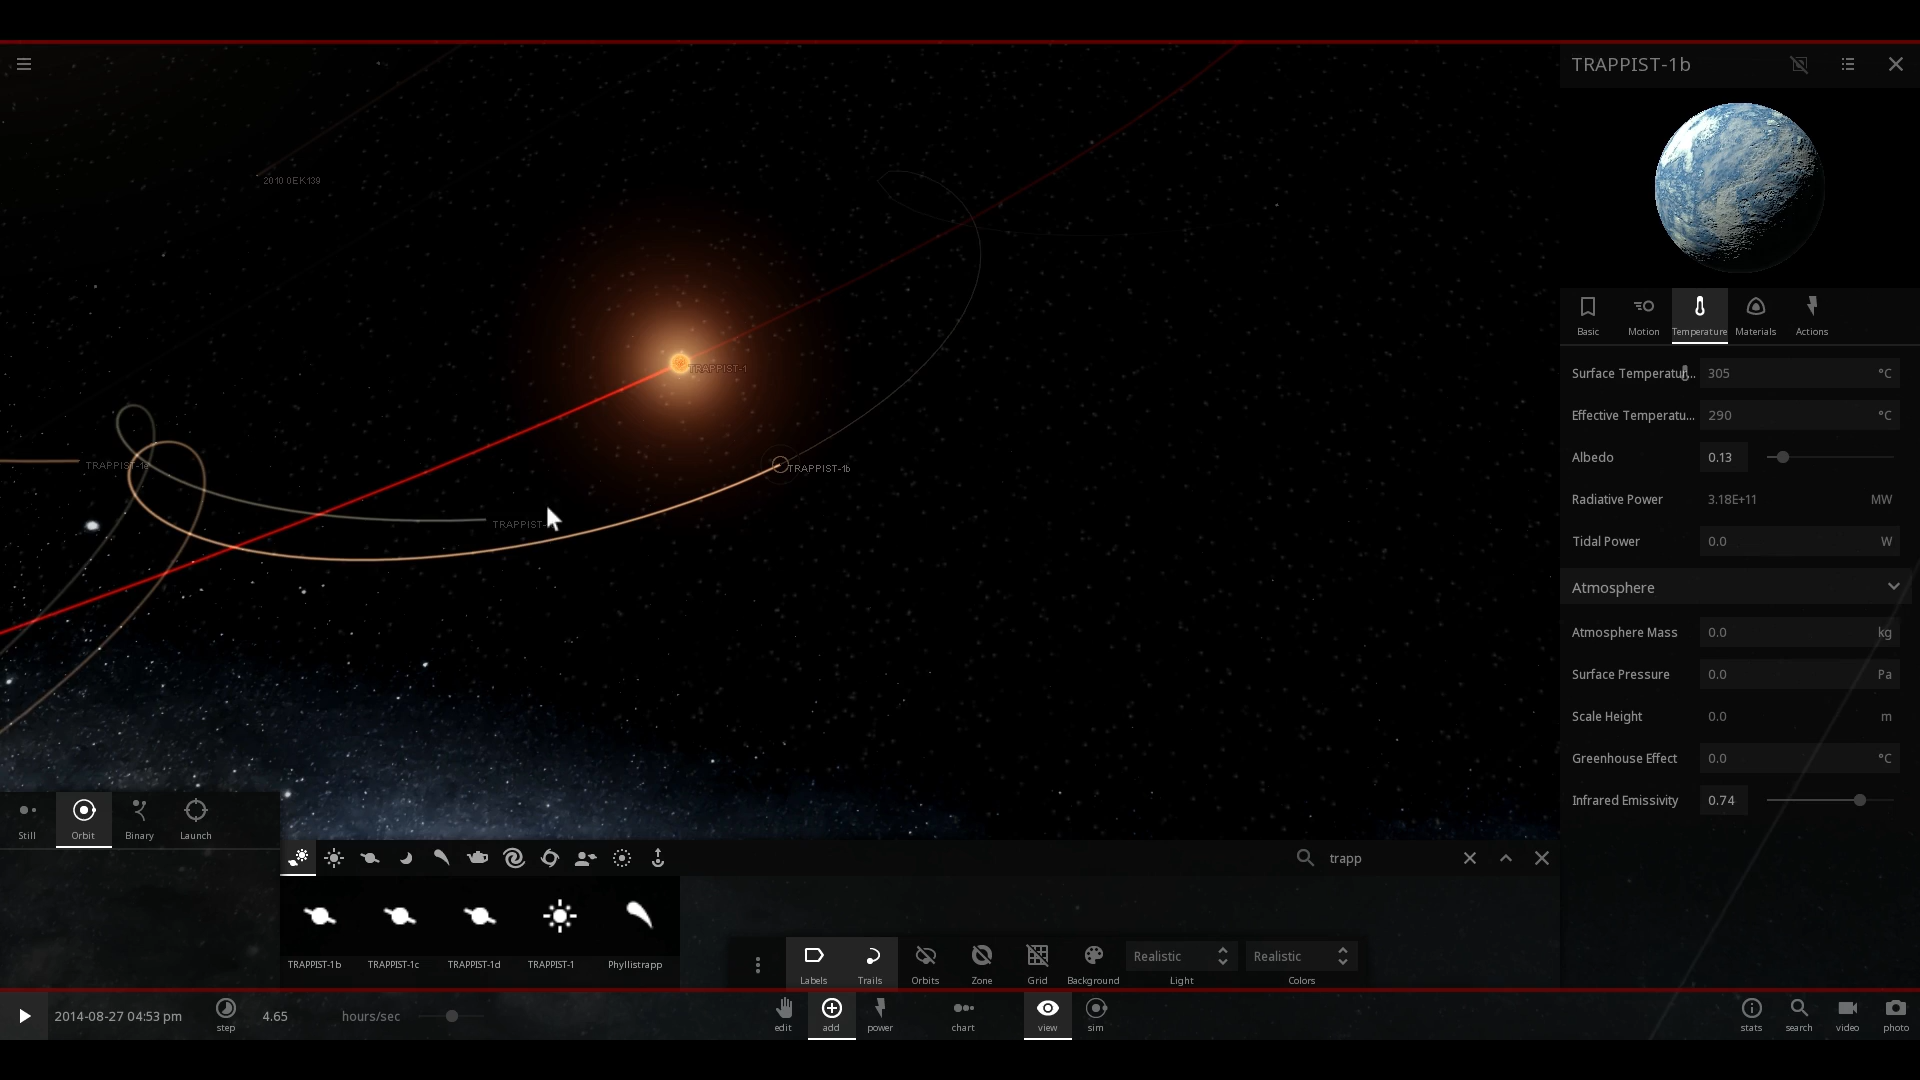 TRAPPIST-1b
2010 0EK139
TRAPPIST-1
TRAPPIST-1b
TRAPPIST-
Basic
Motion
Temperature
Materials
Actions
Surface Temperatur...
305
°C
Effective Temperatu...
290
°C
Albedo
0.13
Radiative Power
3.18E+11
MW
Tidal Power
0.0
W
Atmosphere
Atmosphere Mass
0.0
kg
Surface Pressure
0.0
Pa
Scale Height
0.0
m
Greenhouse Effect
0.0
°C
Infrared Emissivity
0.74
Still
Orbit
Binary
Launch
trapp
TRAPPIST-1b
TRAPPIST-1c
TRAPPIST-1d
TRAPPIST-1
Phyllistrapp
Labels
Trails
Orbits
Zone
Grid
Background
Realistic
Light
Realistic
Colors
2014-08-27 04:53 pm
step
4.65
hours/sec
edit
add
power
chart
view
sim
stats
search
video
photo